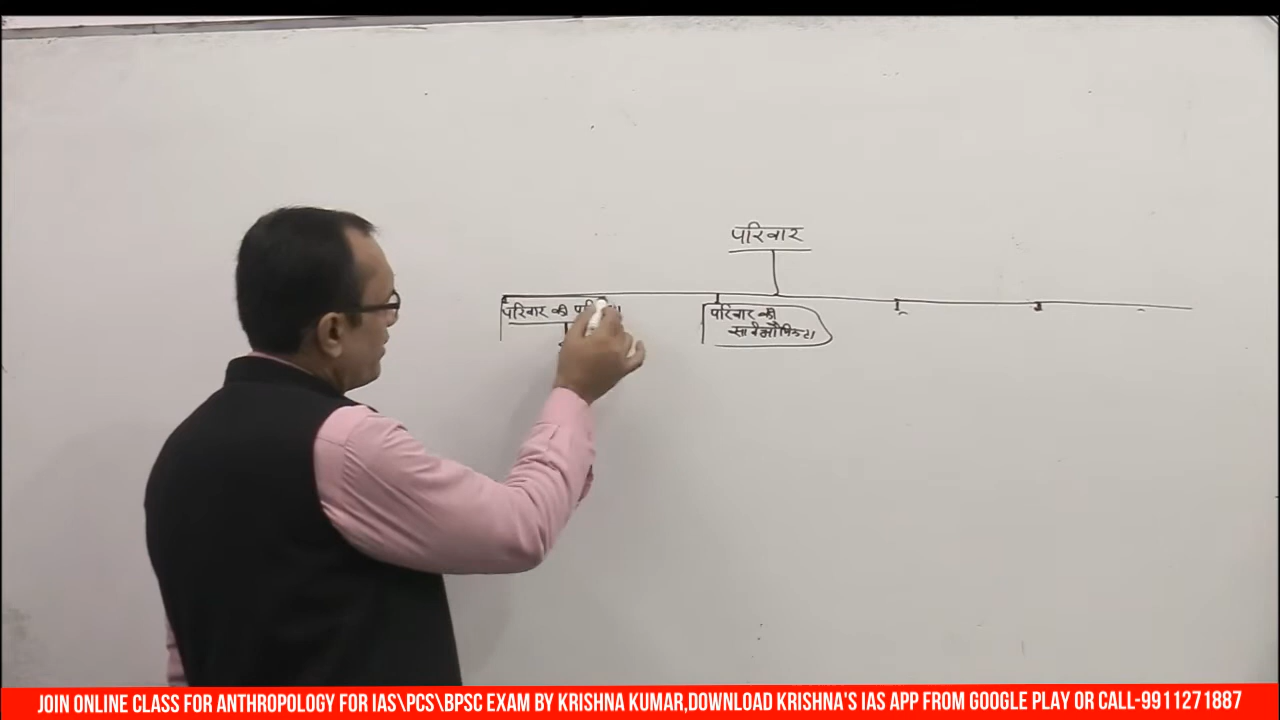 परिवार
परिवार की
परिवार की
सार्वभौमिकता
JOIN ONLINE CLASS FOR ANTHROPOLOGY FOR IAS\PCS\BPSC EXAM BY KRISHNA KUMAR,DOWNLOAD KRISHNA'S IAS APP FROM GOOGLE PLAY OR CALL-9911271887